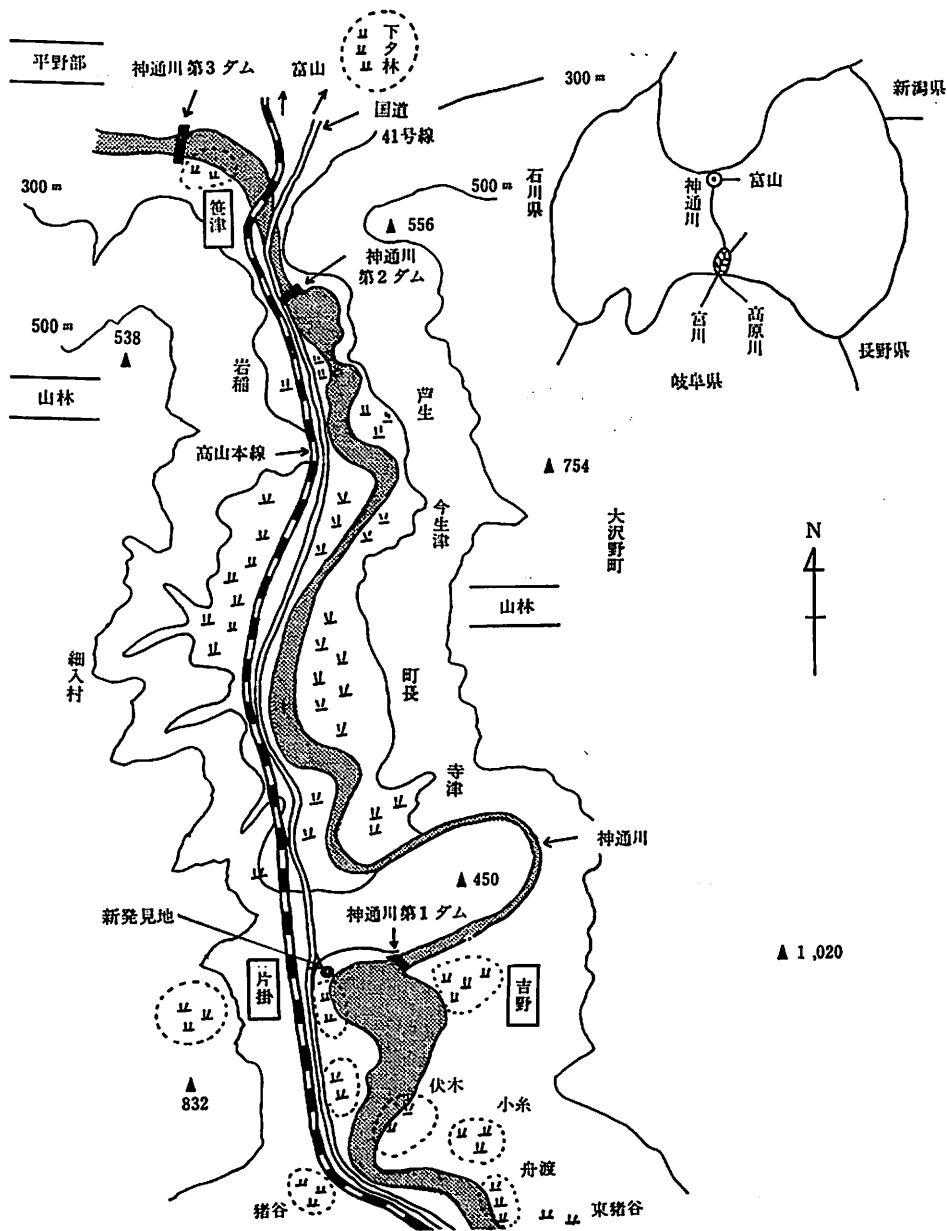 平野部
神通川第3ダム
富山
下夕林
国道
41号線
300m
300m
笹津
500m
556
神通川
第2ダム
500m
538
岩稲
芦生
山林
高山本線
754
今生津
大沢野町
N
山林
細入村
町長
寺津
神通川
450
新発見地
神通川第1ダム
1,020
片掛
吉野
832
伏木
小糸
舟渡
猪谷
東猪谷
新潟県
石川県
神通川
富山
宮川
高原川
長野県
岐阜県